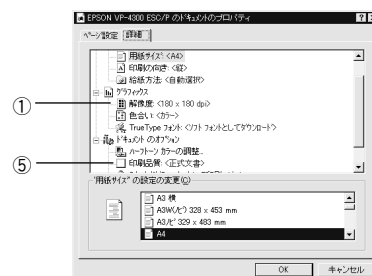 EPSON VP-4300 ESC/P のドキュメントのプロパティ
ページ設定 詳細
用紙サイズ <A4>
印刷の向き: <縦>
給紙方法: <自動選択>
グラフィックス
① 解像度: <180 x 180 dpi>
色合い: <カラー>
TrueType フォント: <ソフト フォントとしてダウンロード>
ドキュメント のオプション
ハーフトーン カラーの調整...
⑤ 印刷品質: <正式文書>
'用紙サイズ' の設定の変更(C)
A3 横
A3W(ノビ) 328 x 453 mm
A3ノビ 329 x 483 mm
A4
OK キャンセル